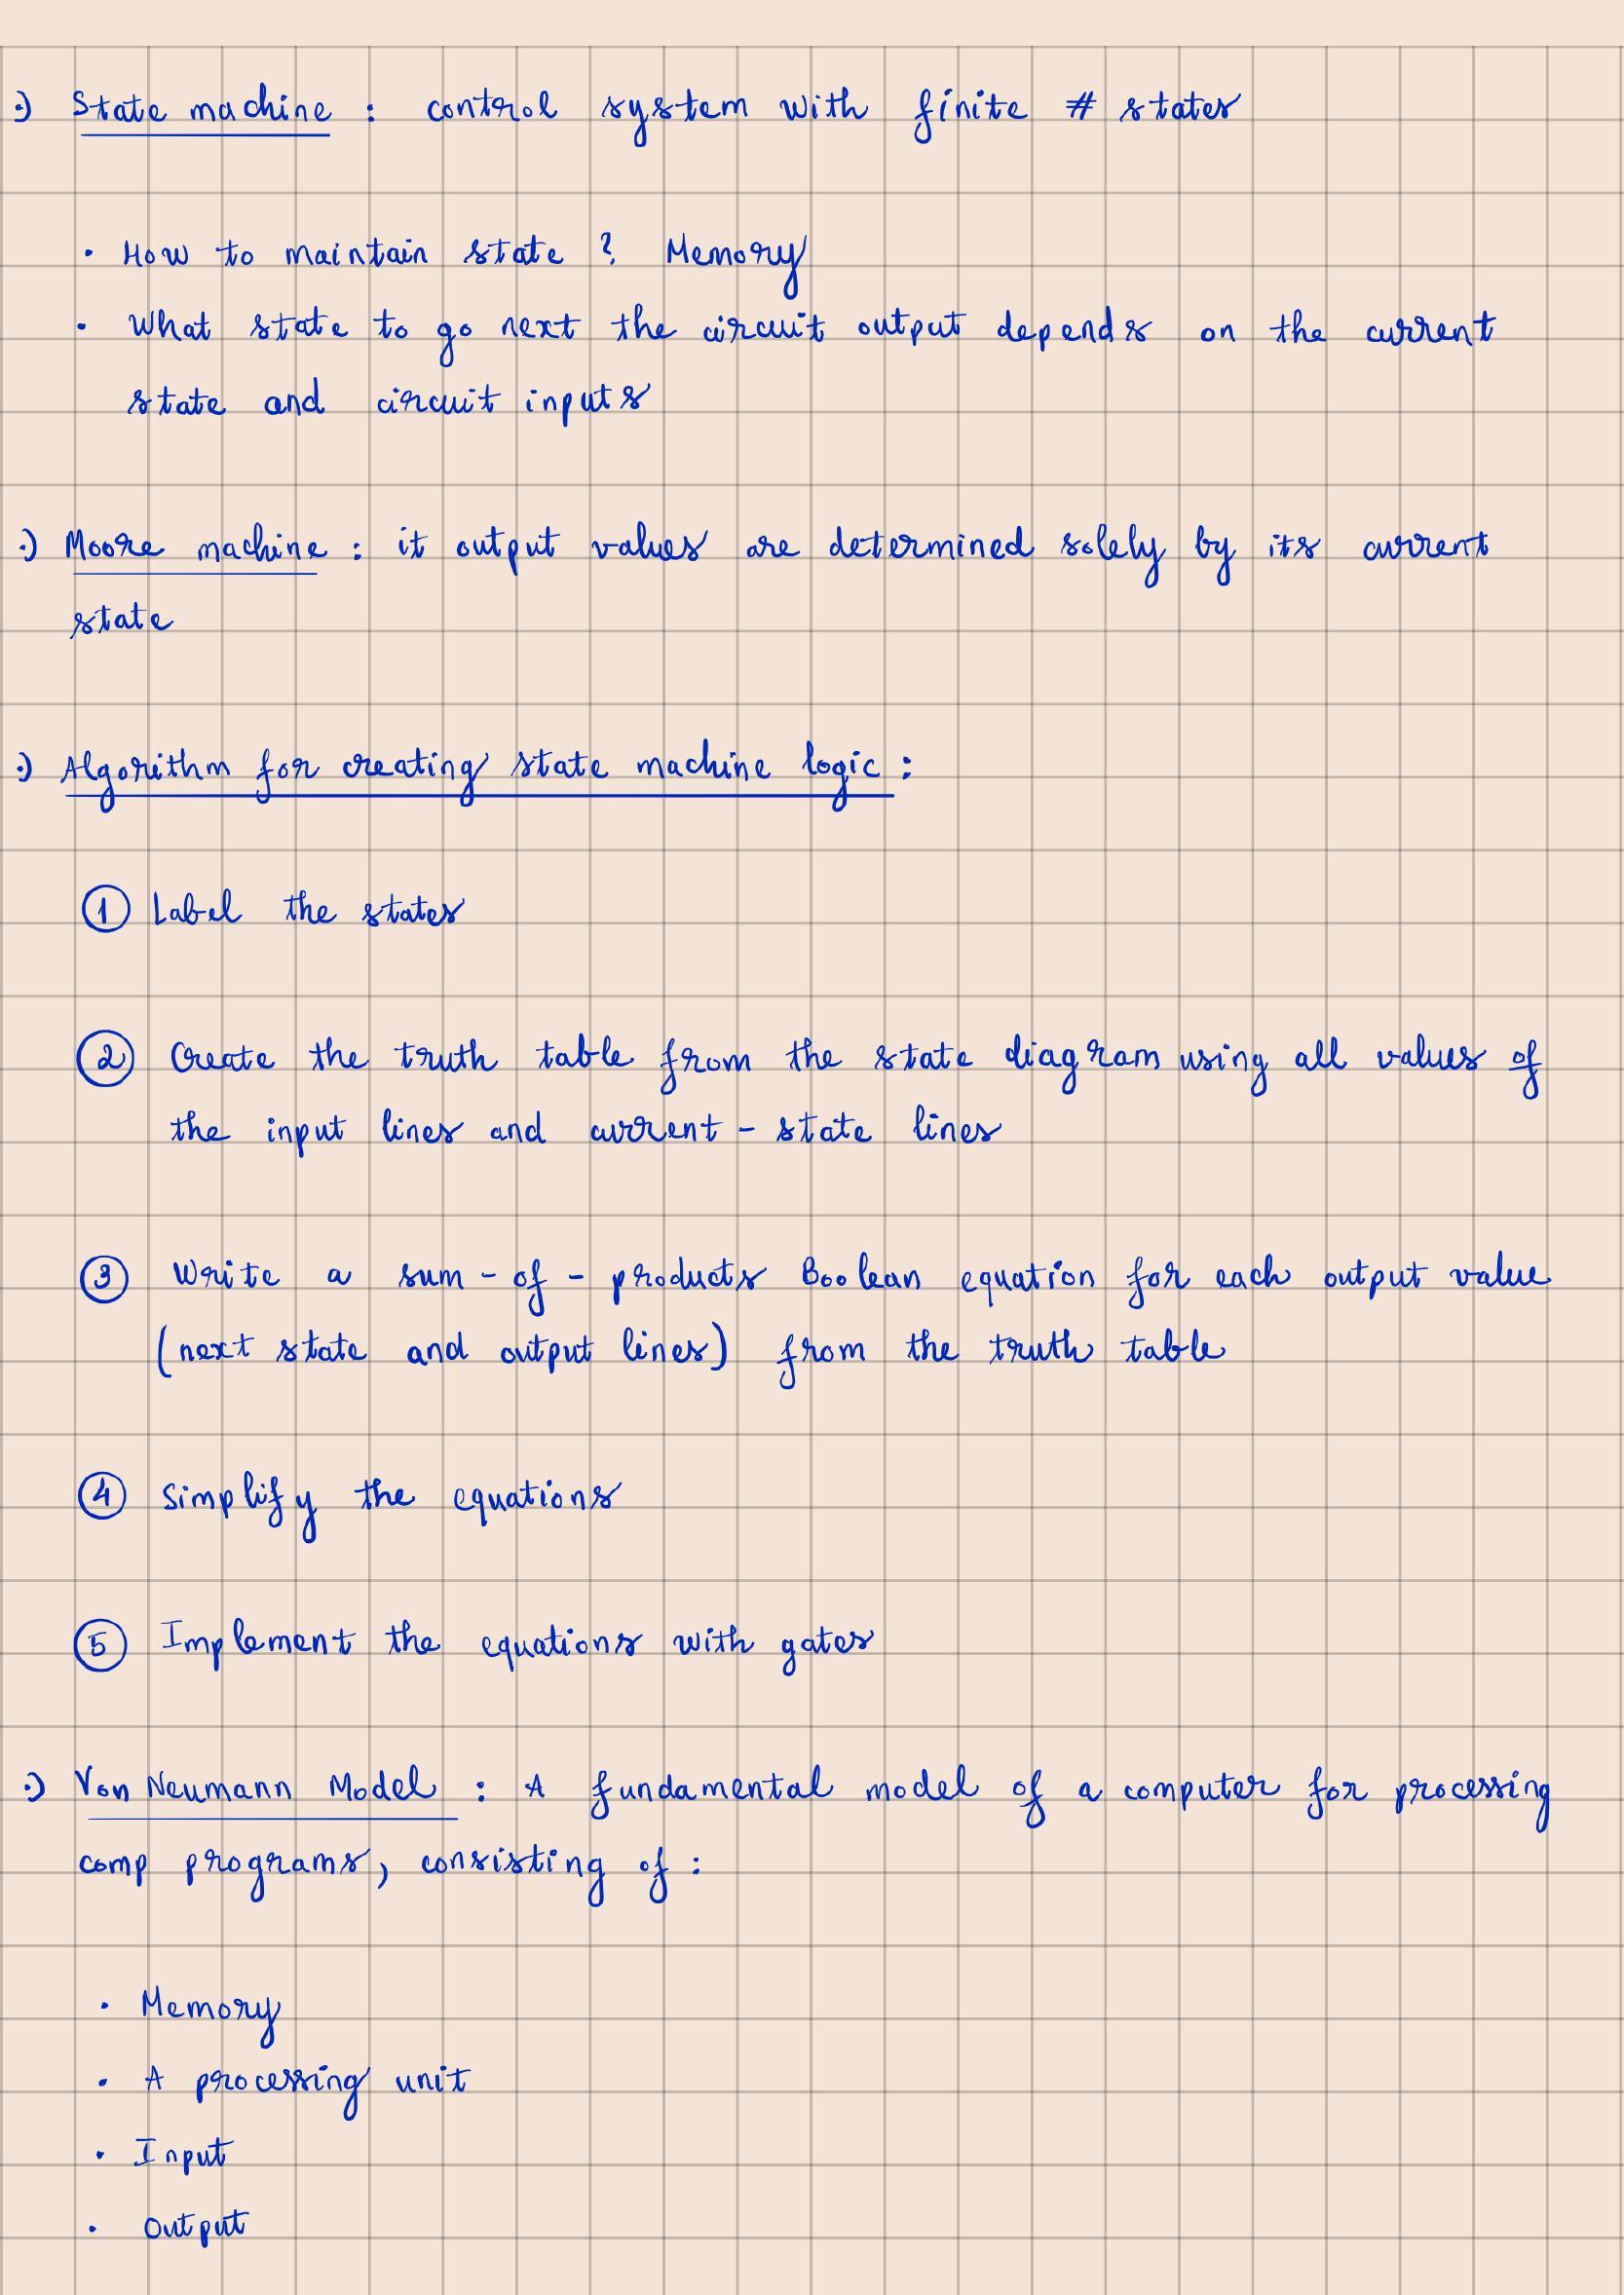 :) State machine : control system with finite # states
• How to maintain state ? Memory
• What state to go next the circuit output depends on the current
state and circuit inputs
:) Moore machine : it output values are determined solely by its current
state
:) Algorithm for creating state machine logic :
① Label the states
② Create the truth table from the state diagram using all values of
the input lines and current - state lines
③ Write a sum - of - products Boolean equation for each output value
(next state and output lines) from the truth table
④ Simplify the equations
⑤ Implement the equations with gates
:) Von Neumann Model : A fundamental model of a computer for processing
comp programs, consisting of :
• Memory
• A processing unit
• Input
• Output